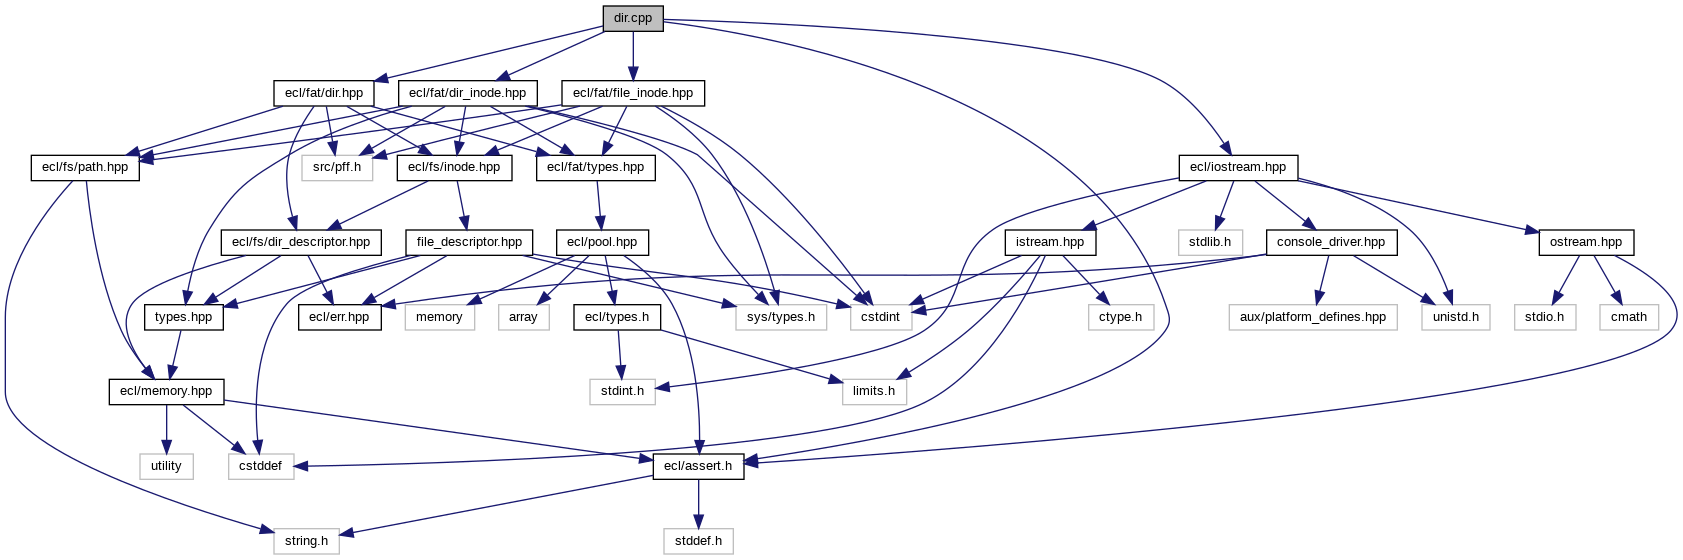 dir.cpp
ecl/fat/dir.hpp
ecl/fat/dir_inode.hpp
ecl/fat/file_inode.hpp
ecl/fs/path.hpp
src/pff.h
ecl/fs/inode.hpp
ecl/fat/types.hpp
ecl/iostream.hpp
ecl/fs/dir_descriptor.hpp
file_descriptor.hpp
ecl/pool.hpp
istream.hpp
stdlib.h
console_driver.hpp
ostream.hpp
types.hpp
ecl/err.hpp
memory
array
ecl/types.h
sys/types.h
cstdint
ctype.h
aux/platform_defines.hpp
unistd.h
stdio.h
cmath
ecl/memory.hpp
stdint.h
limits.h
utility
cstddef
ecl/assert.h
string.h
stddef.h